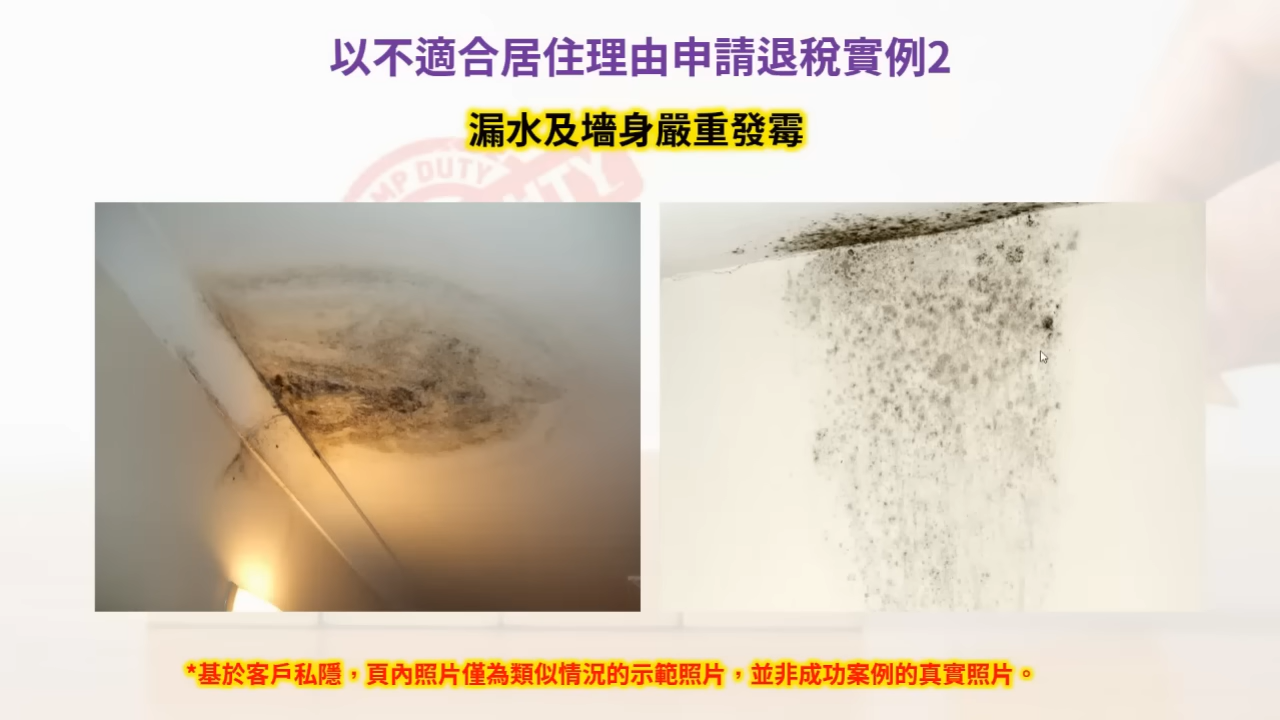 以不適合居住理由申請退稅實例2
漏水及墻身嚴重發霉
MP DUTY
*基於客戶私隱，頁內照片僅為類似情況的示範照片，並非成功案例的真實照片。